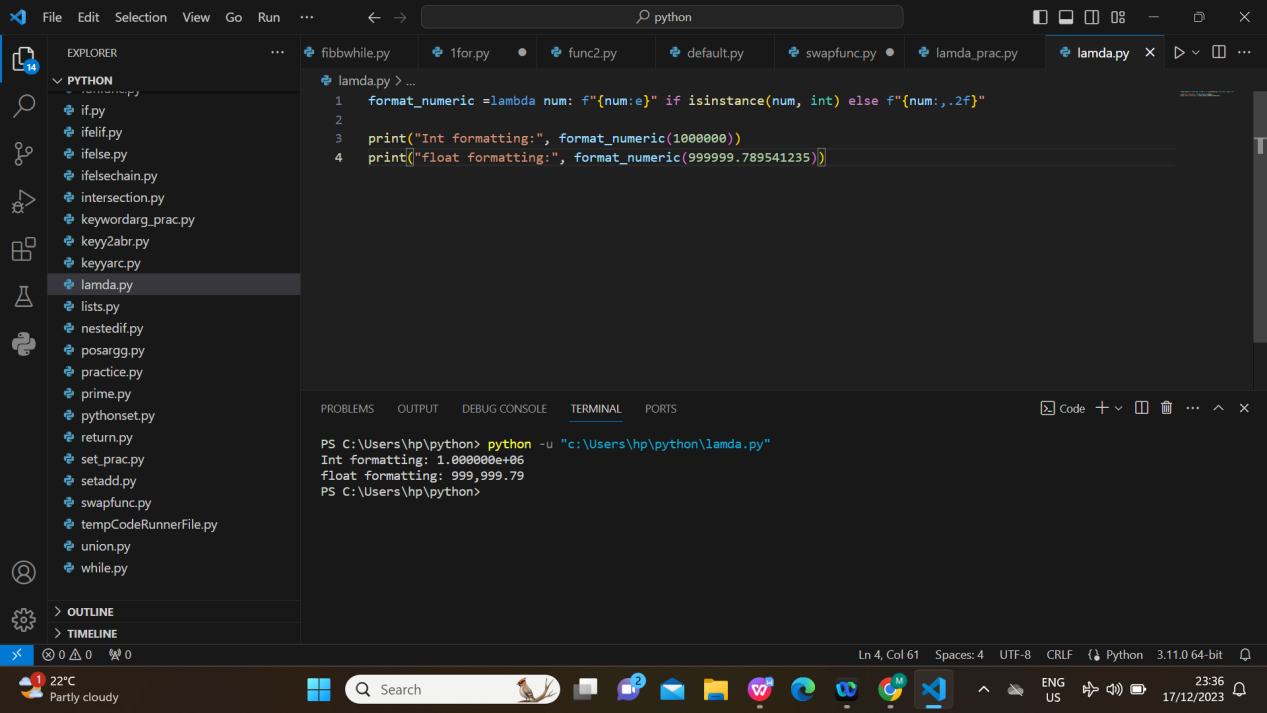 File Edit Selection View Go Run ··· python
EXPLORER ···
14
PYTHON
if.py
ifelif.py
ifelse.py
ifelsechain.py
intersection.py
keywordarg_prac.py
keyy2abr.py
keyyarc.py
lamda.py
lists.py
nestedif.py
posargg.py
practice.py
prime.py
pythonset.py
return.py
set_prac.py
setadd.py
swapfunc.py
tempCodeRunnerFile.py
union.py
while.py
OUTLINE
TIMELINE
fibbwhile.py 1for.py func2.py default.py swapfunc.py lamda_prac.py lamda.py
lamda.py > ...
1 format_numeric =lambda num: f"{num:e}" if isinstance(num, int) else f"{num:,.2f}"
2
3 print("Int formatting:", format_numeric(1000000))
4 print("float formatting:", format_numeric(999999.789541235))
PROBLEMS OUTPUT DEBUG CONSOLE TERMINAL PORTS Code
PS C:\Users\hp\python> python -u "c:\Users\hp\python\lamda.py"
Int formatting: 1.000000e+06
float formatting: 999,999.79
PS C:\Users\hp\python>
0 0 0 Ln 4, Col 61 Spaces: 4 UTF-8 CRLF Python 3.11.0 64-bit
1
22°C
Partly cloudy
Search
2
M
ENG
US
23:36
17/12/2023